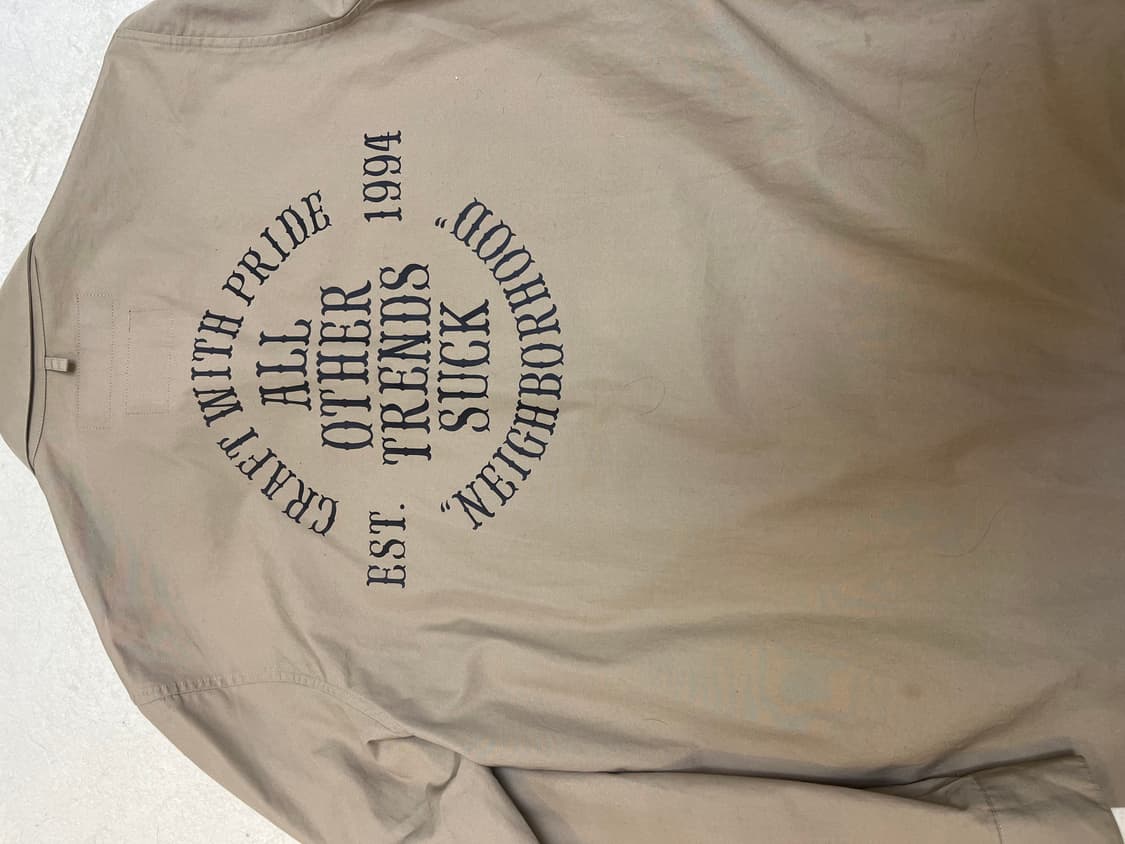 CRAFT WITH PRIDE
ALL
OTHER
TRENDS
SUCK
EST. 1994
"NEIGHBORHOOD"